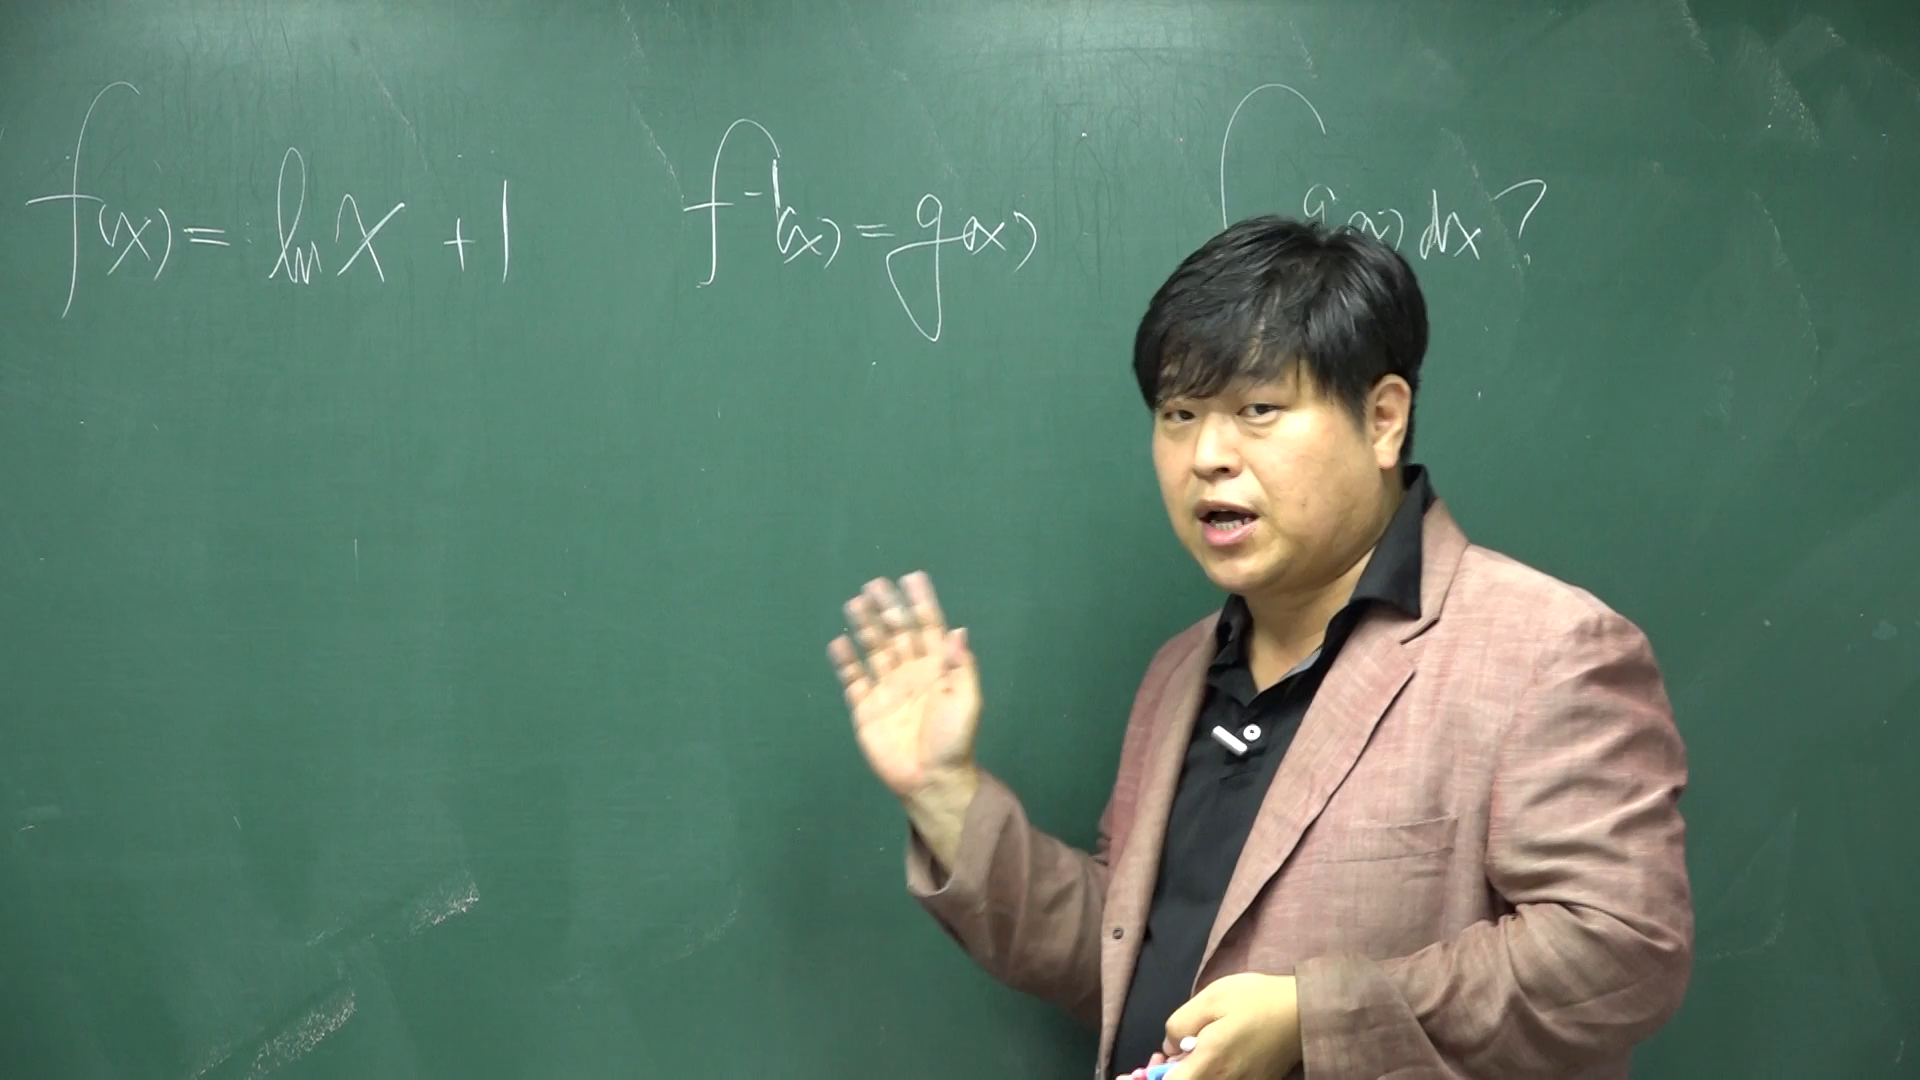 f(x) = ln x + 1    f⁻¹(x) = g(x)    ∫ g(x) dx ?